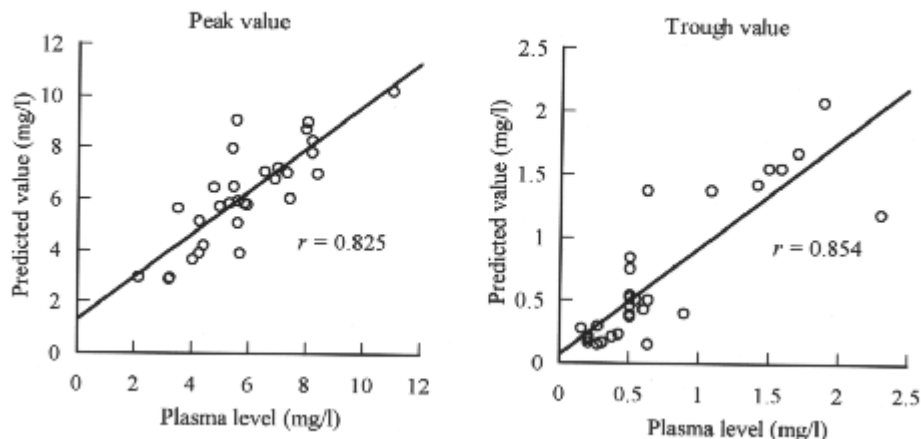 Peak value
12
10
8
6
4
2
0
0 2 4 6 8 10 12
Predicted value (mg/l)
Plasma level (mg/l)
r = 0.825
Trough value
2.5
2
1.5
1
0.5
0
0 0.5 1 1.5 2 2.5
Predicted value (mg/l)
Plasma level (mg/l)
r = 0.854